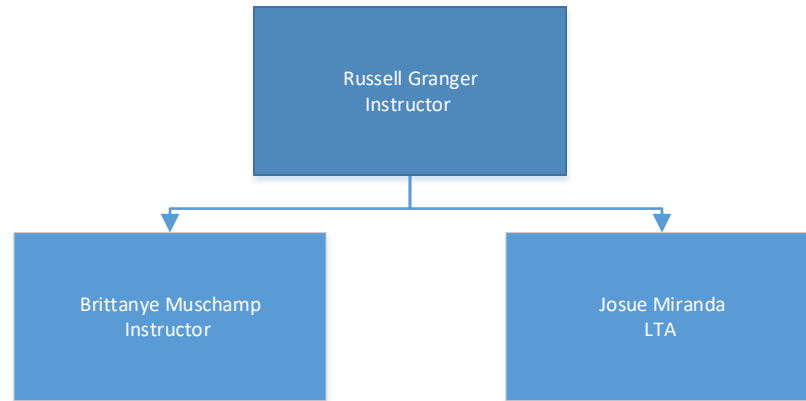 Russell Granger
Instructor
Brittanye Muschamp
Instructor
Josue Miranda
LTA